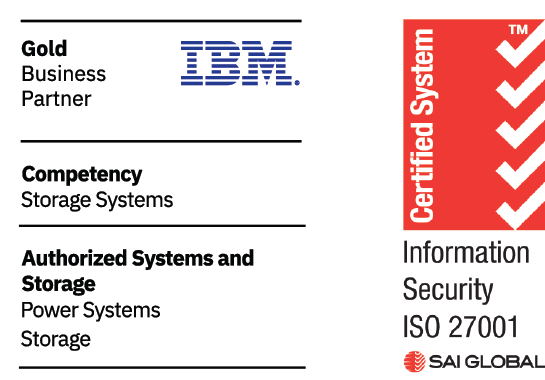 Gold
Business
Partner
IBM.
Competency
Storage Systems
Authorized Systems and
Storage
Power Systems
Storage
Certified System
TM
Information
Security
ISO 27001
SAI GLOBAL